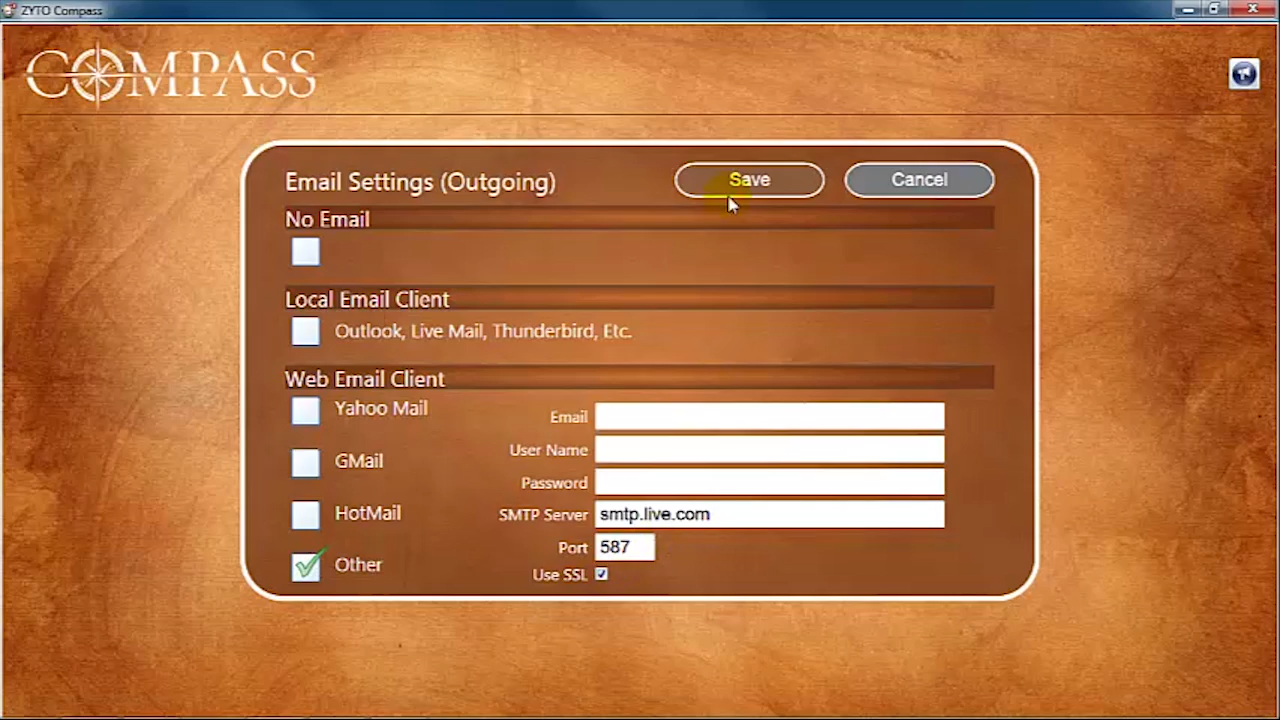 ZYTO Compass
COMPASS
Email Settings (Outgoing)
Save
Cancel
No Email
Local Email Client
Outlook, Live Mail, Thunderbird, Etc.
Web Email Client
Yahoo Mail
Email
User Name
GMail
Password
HotMail
SMTP Server smtp.live.com
Port 587
Other
Use SSL